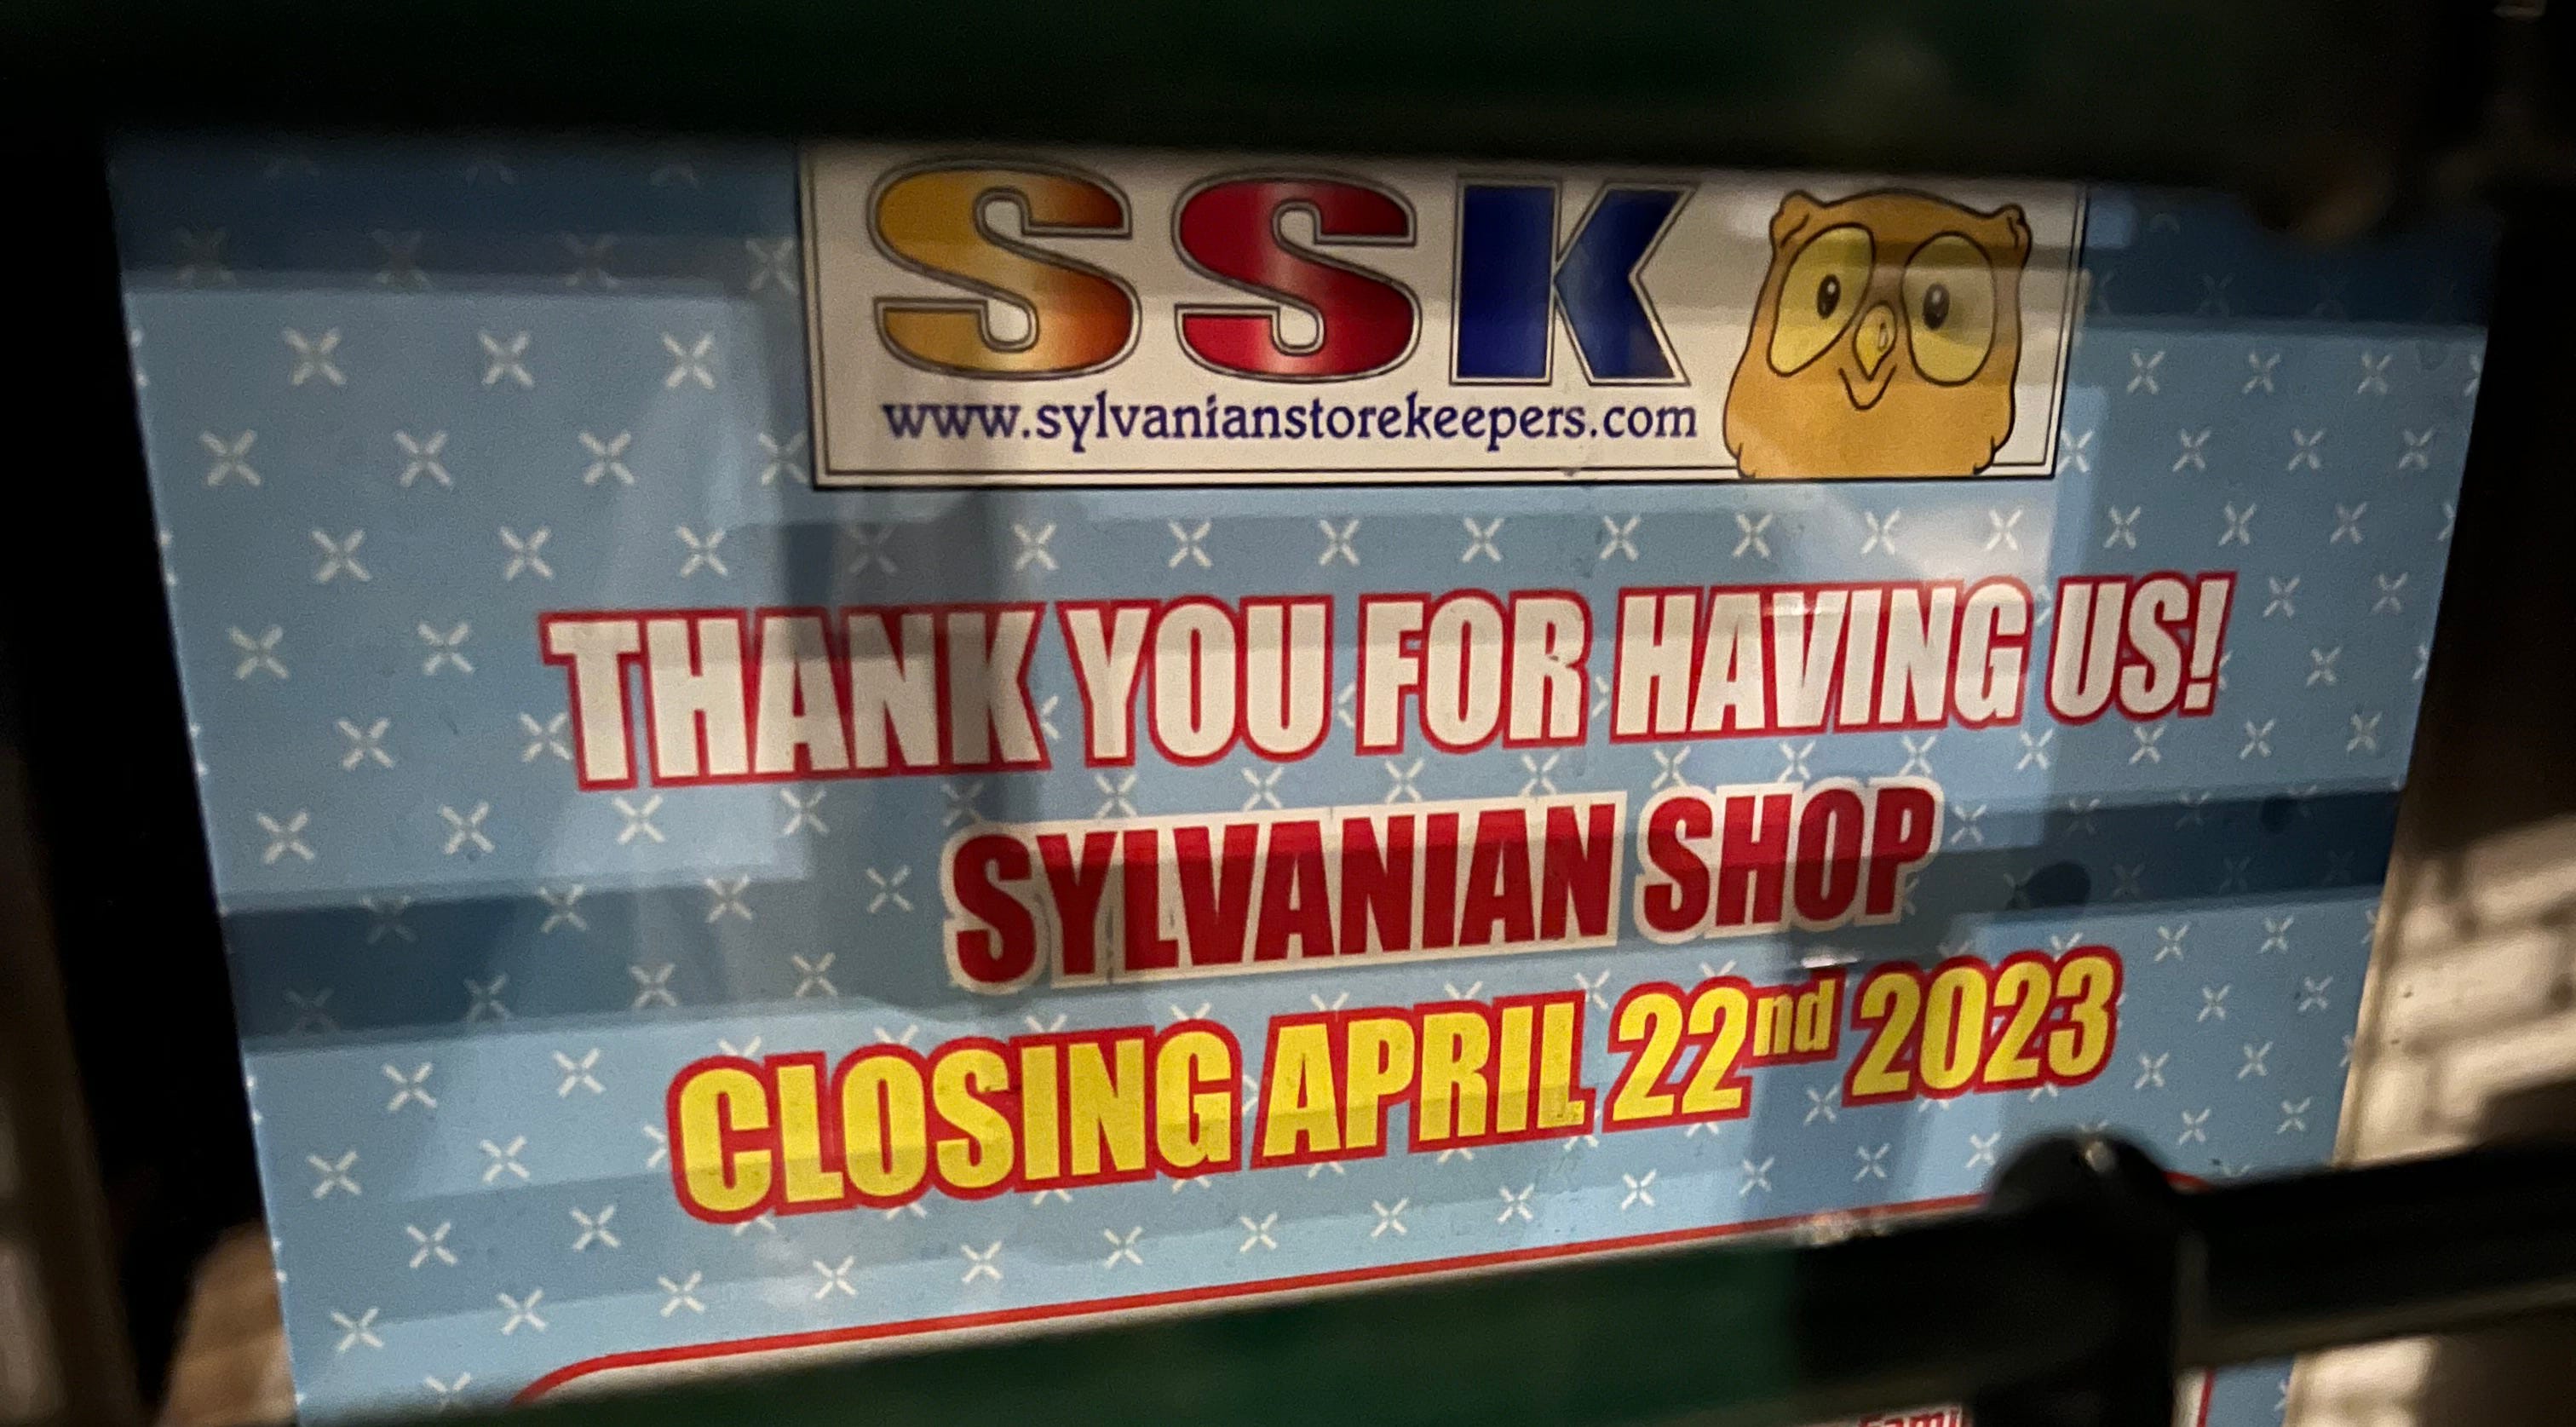 SSK
www.sylvanianstorekeepers.com
THANK YOU FOR HAVING US!
SYLVANIAN SHOP
CLOSING APRIL 22nd 2023